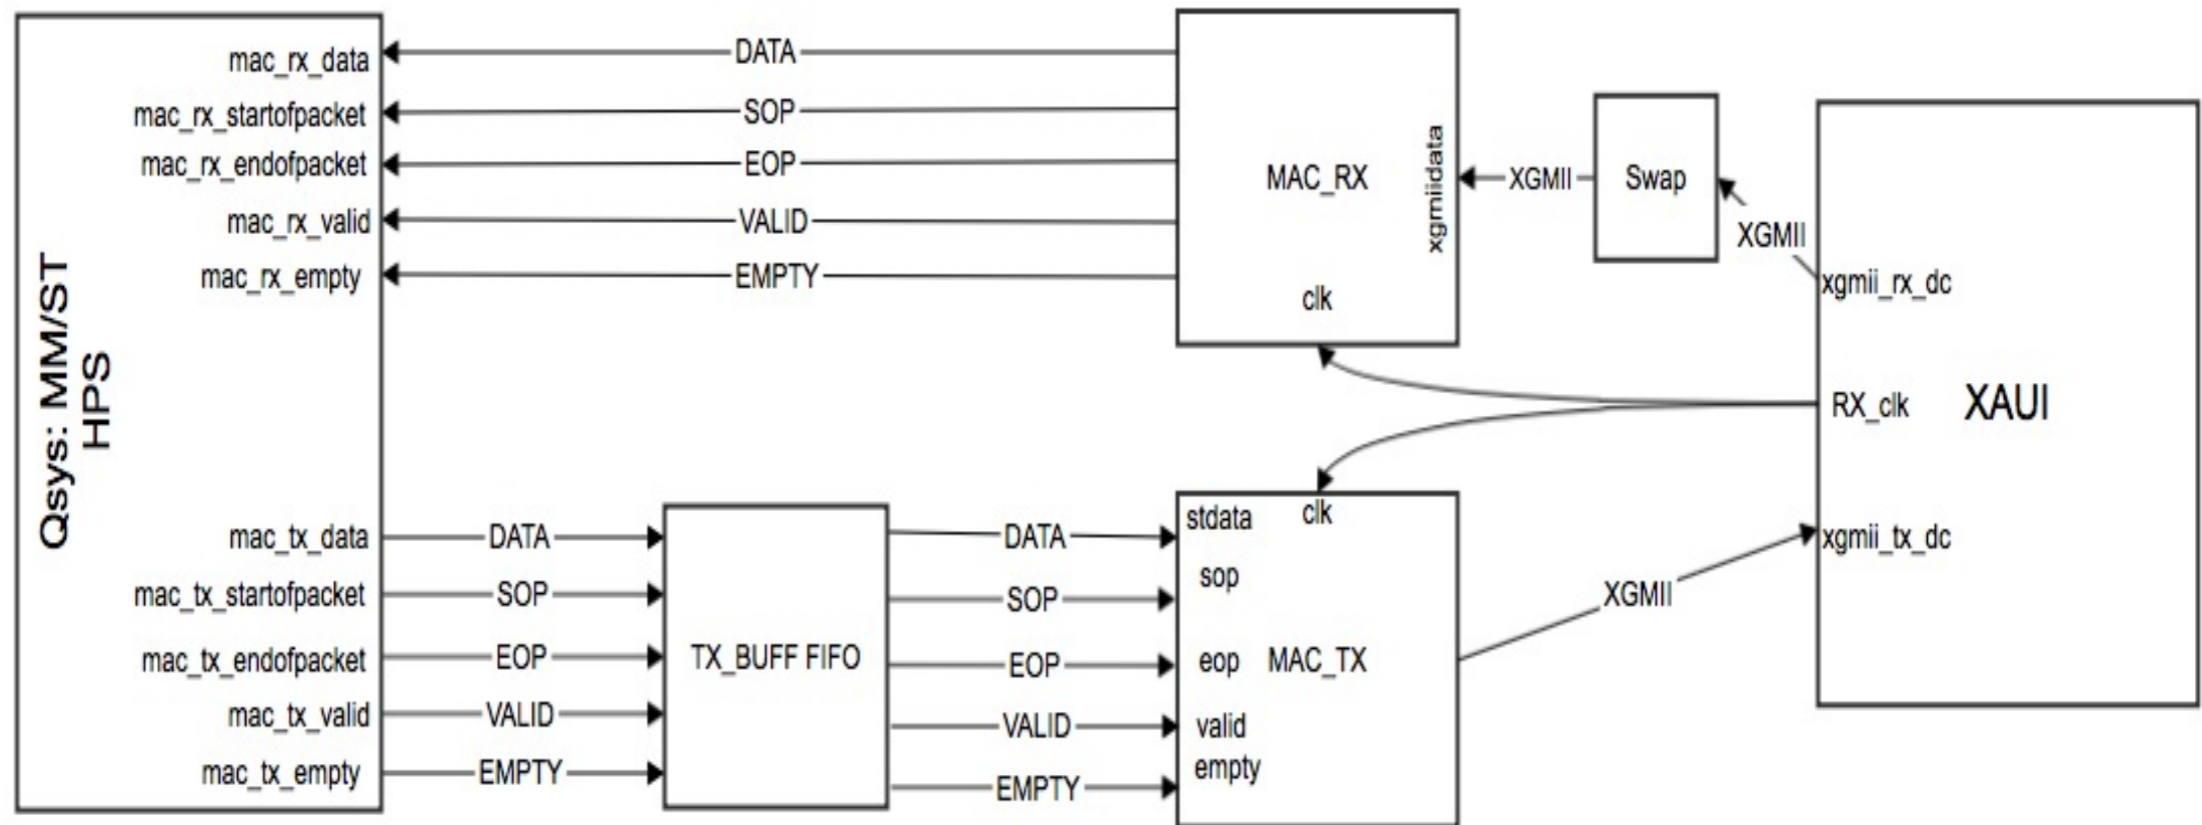 Qsys: MM/ST
HPS
mac_rx_data
mac_rx_startofpacket
mac_rx_endofpacket
mac_rx_valid
mac_rx_empty
mac_tx_data
mac_tx_startofpacket
mac_tx_endofpacket
mac_tx_valid
mac_tx_empty
DATA
SOP
EOP
VALID
EMPTY
DATA
SOP
EOP
VALID
EMPTY
TX_BUFF FIFO
DATA
SOP
EOP
VALID
EMPTY
MAC_RX
xgmiidata
clk
XGMII
Swap
XGMII
stdata
clk
sop
eop
MAC_TX
valid
empty
XGMII
xgmii_rx_dc
RX_clk
XAUI
xgmii_tx_dc